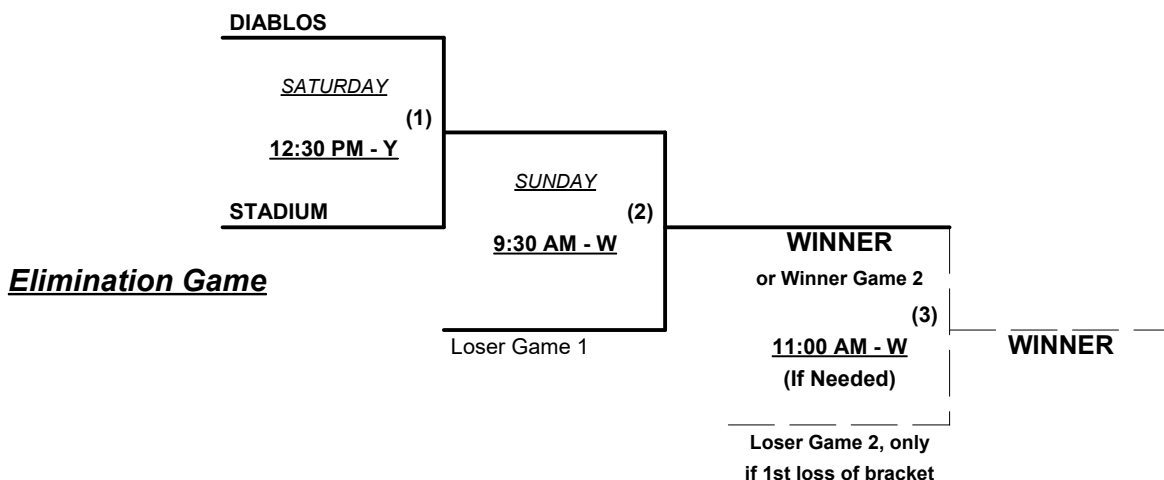 DIABLOS
SATURDAY
(1)
12:30 PM - Y
SUNDAY
STADIUM
(2)
9:30 AM - W
WINNER
or Winner Game 2
Elimination Game
(3)
Loser Game 1
11:00 AM - W
WINNER
(If Needed)
Loser Game 2, only
if 1st loss of bracket